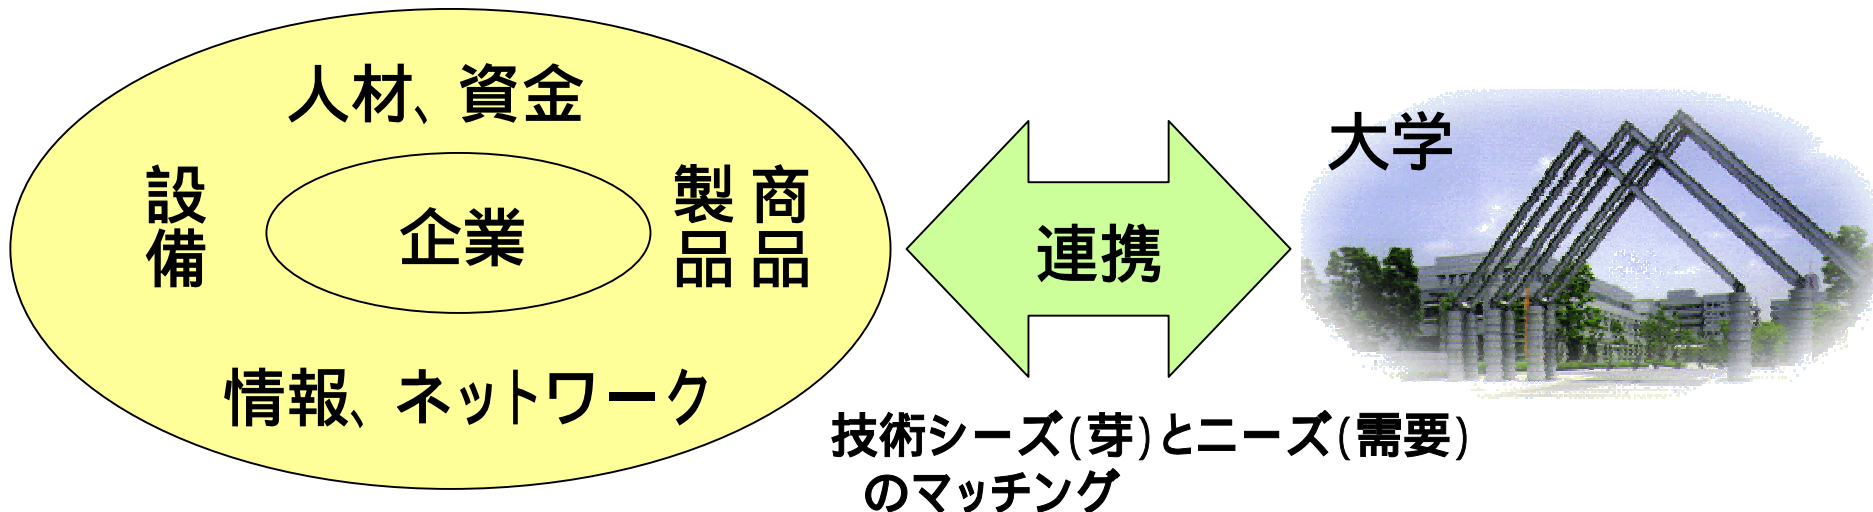 人材、資金
設備
企業
製品
商品
情報、ネットワーク
連携
大学
技術シーズ(芽)とニーズ(需要)
のマッチング